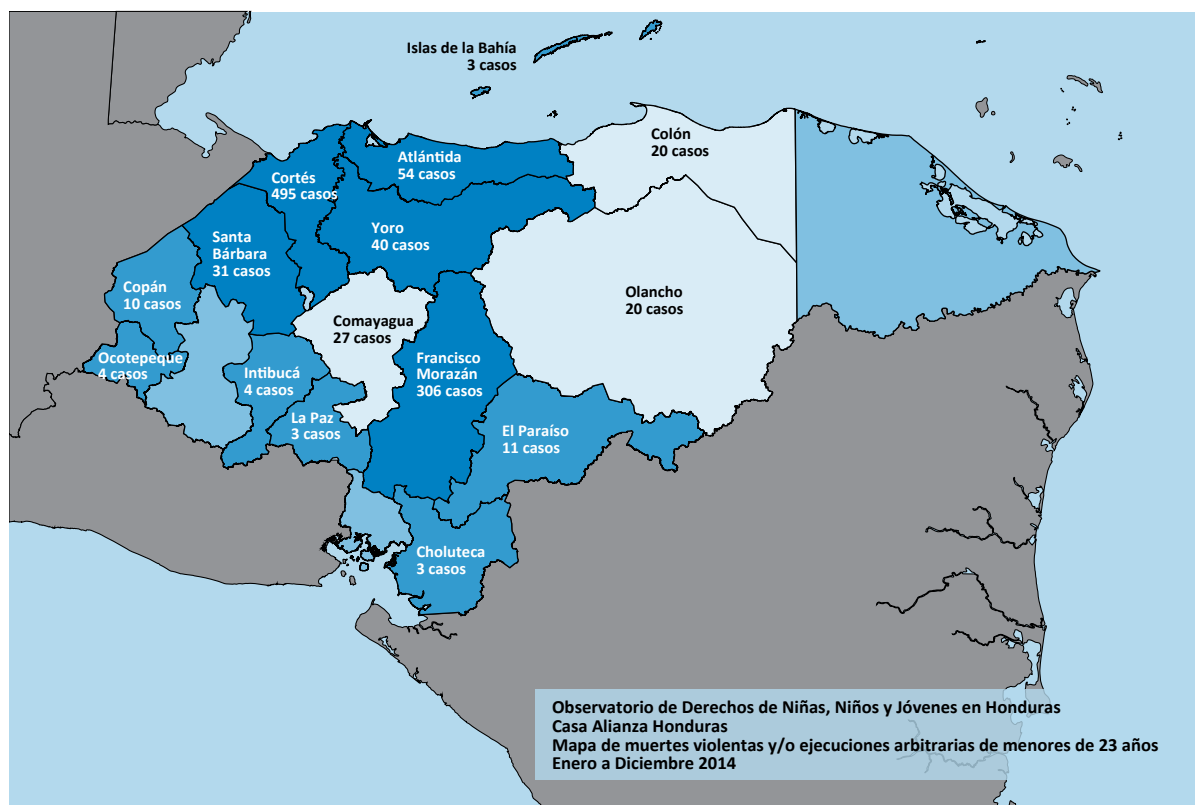 Islas de la Bahía
3 casos
Colón
20 casos
Atlántida
54 casos
Cortés
495 casos
Yoro
40 casos
Santa
Bárbara
31 casos
Copán
10 casos
Olancho
20 casos
Comayagua
27 casos
Ocotepeque
4 casos
Intibucá
4 casos
Francisco
Morazán
306 casos
La Paz
3 casos
El Paraíso
11 casos
Choluteca
3 casos
Observatorio de Derechos de Niñas, Niños y Jóvenes en Honduras
Casa Alianza Honduras
Mapa de muertes violentas y/o ejecuciones arbitrarias de menores de 23 años
Enero a Diciembre 2014